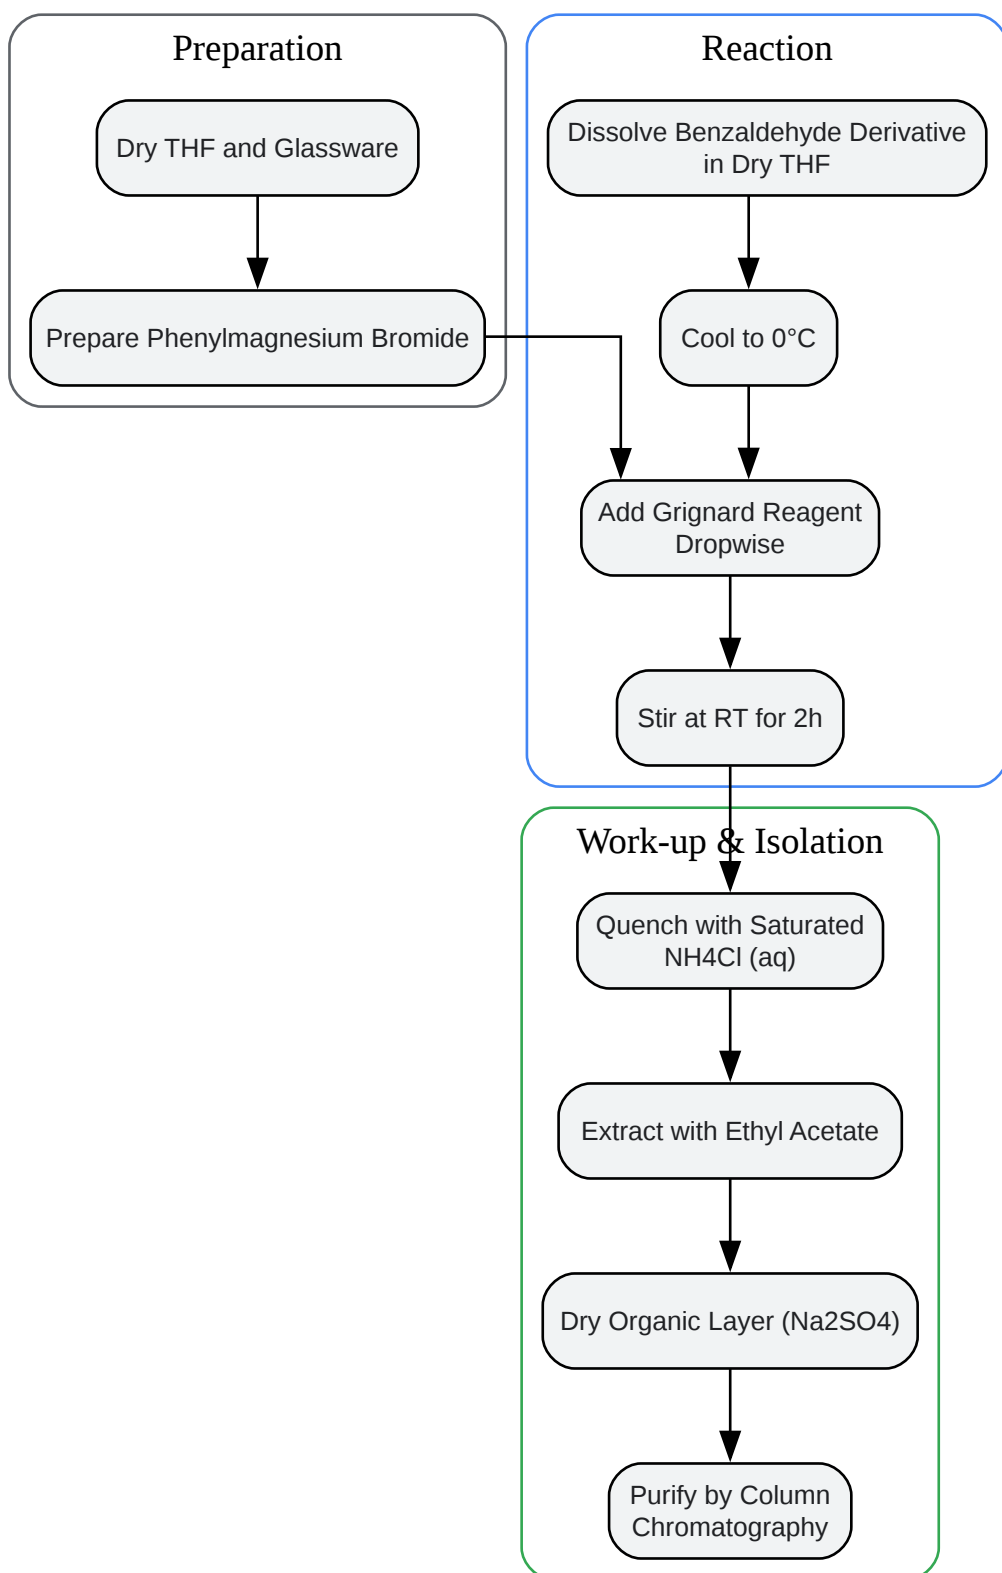 Preparation
Dry THF and Glassware
Prepare Phenylmagnesium Bromide
Reaction
Dissolve Benzaldehyde Derivative
in Dry THF
Cool to 0°C
Add Grignard Reagent
Dropwise
Stir at RT for 2h
Work-up & Isolation
Quench with Saturated
NH4Cl (aq)
Extract with Ethyl Acetate
Dry Organic Layer (Na2SO4)
Purify by Column
Chromatography